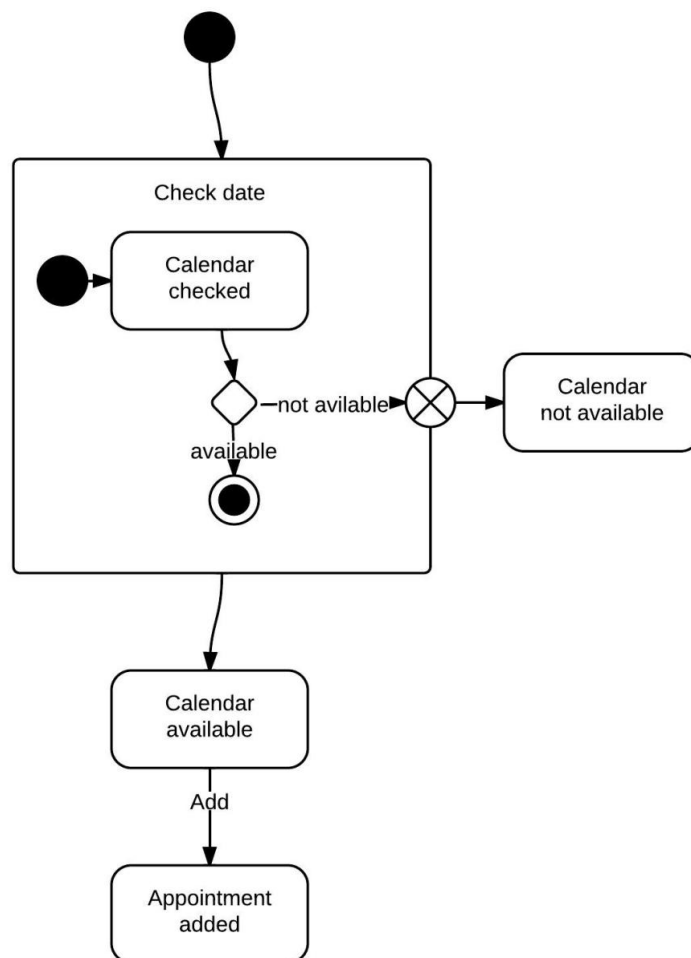 Check date
Calendar
checked
not avilable
Calendar
not available
available
Calendar
available
Add
Appointment
added